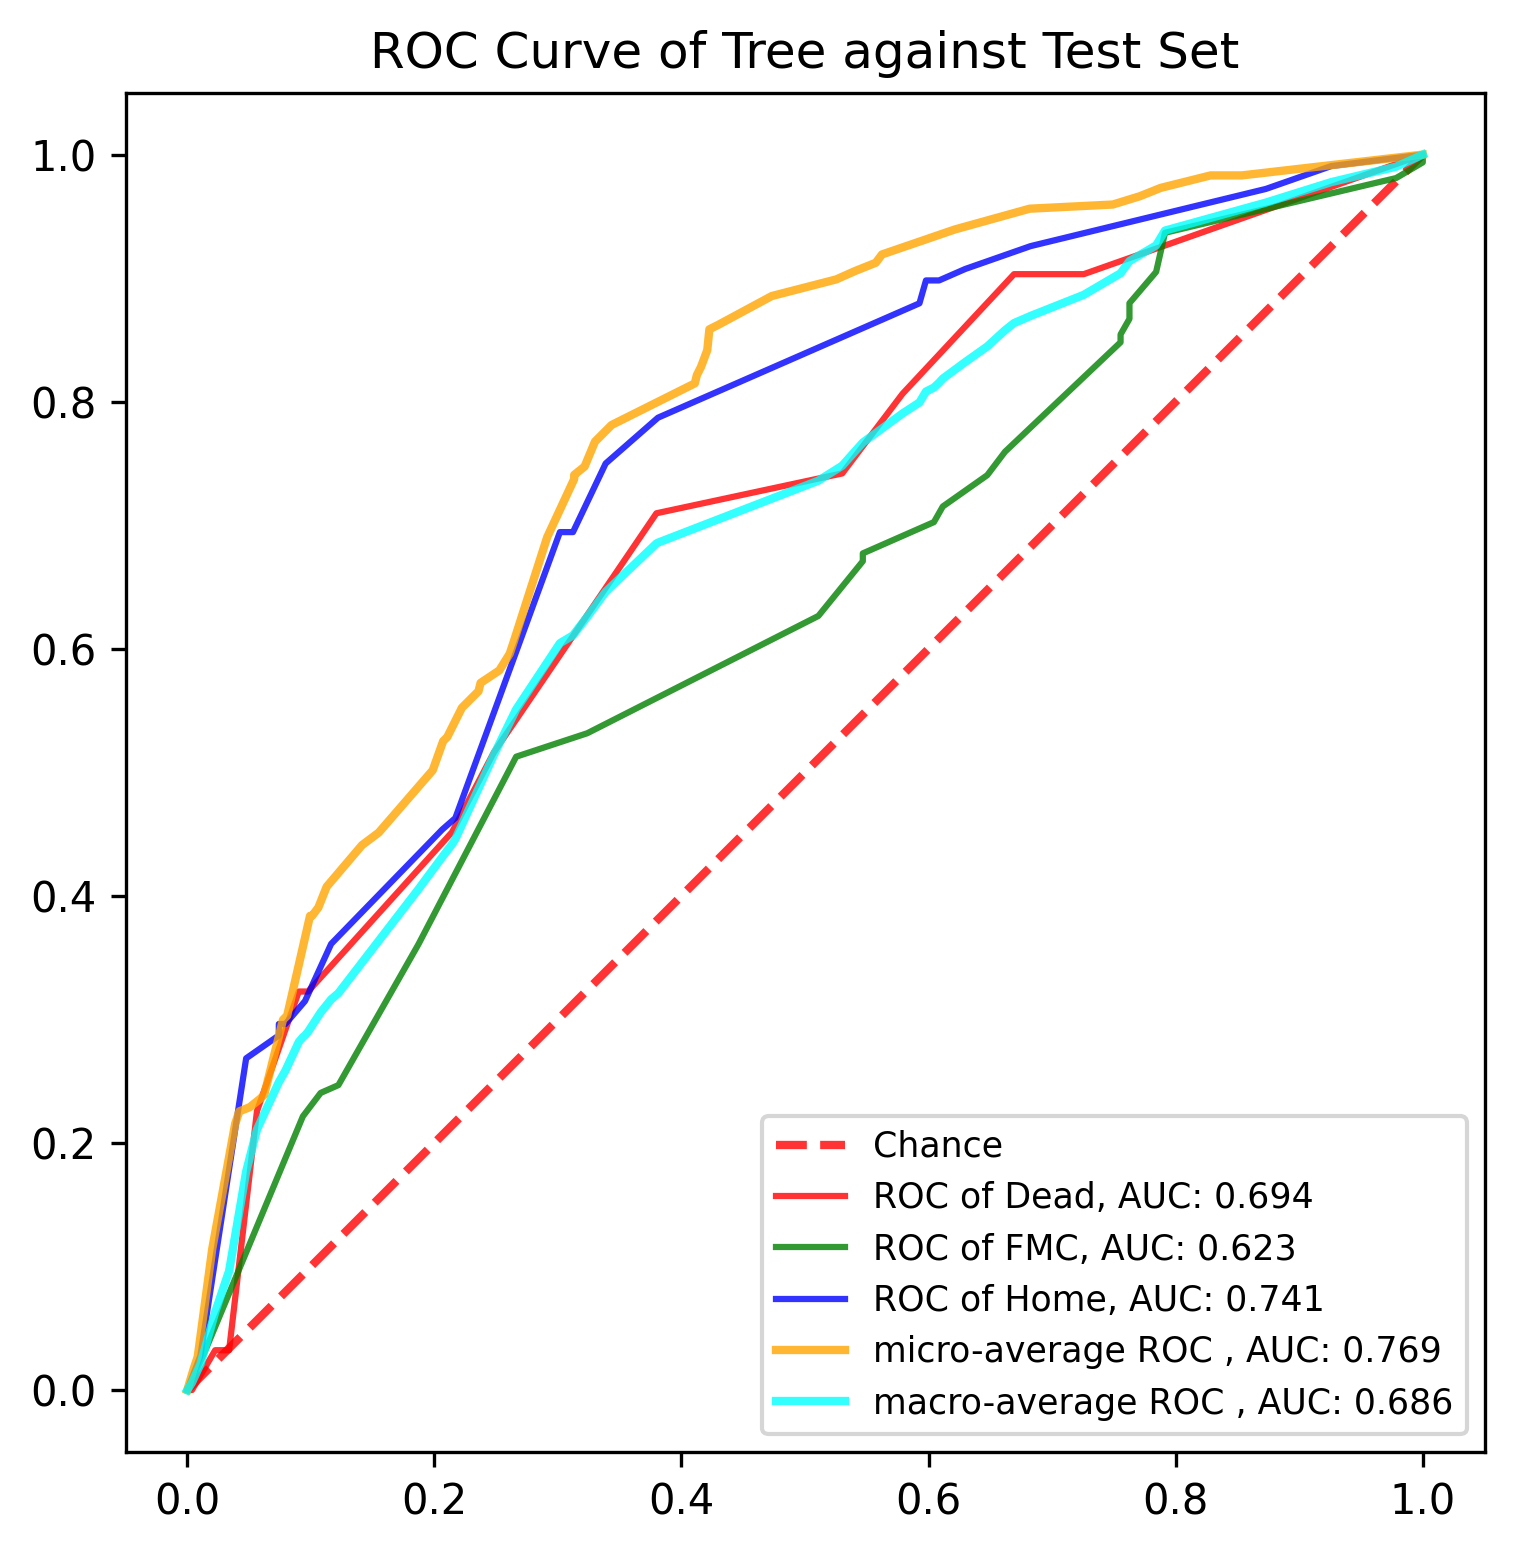 ROC Curve of Tree against Test Set
1.0
0.8
0.6
0.4
0.2
0.0
Chance
ROC of Dead, AUC: 0.694
ROC of FMC, AUC: 0.623
ROC of Home, AUC: 0.741
micro-average ROC , AUC: 0.769
macro-average ROC , AUC: 0.686
0.0 0.2 0.4 0.6 0.8 1.0